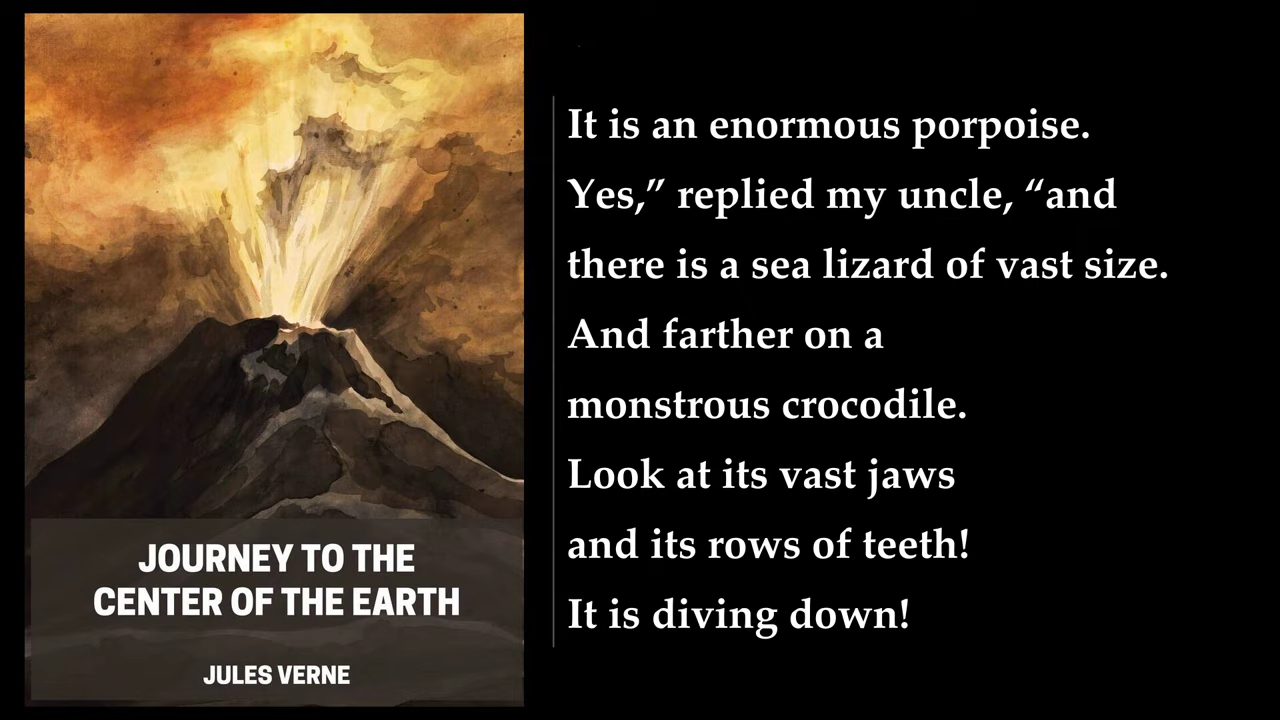 JOURNEY TO THE
CENTER OF THE EARTH
JULES VERNE
It is an enormous porpoise.
Yes,” replied my uncle, “and
there is a sea lizard of vast size.
And farther on a
monstrous crocodile.
Look at its vast jaws
and its rows of teeth!
It is diving down!